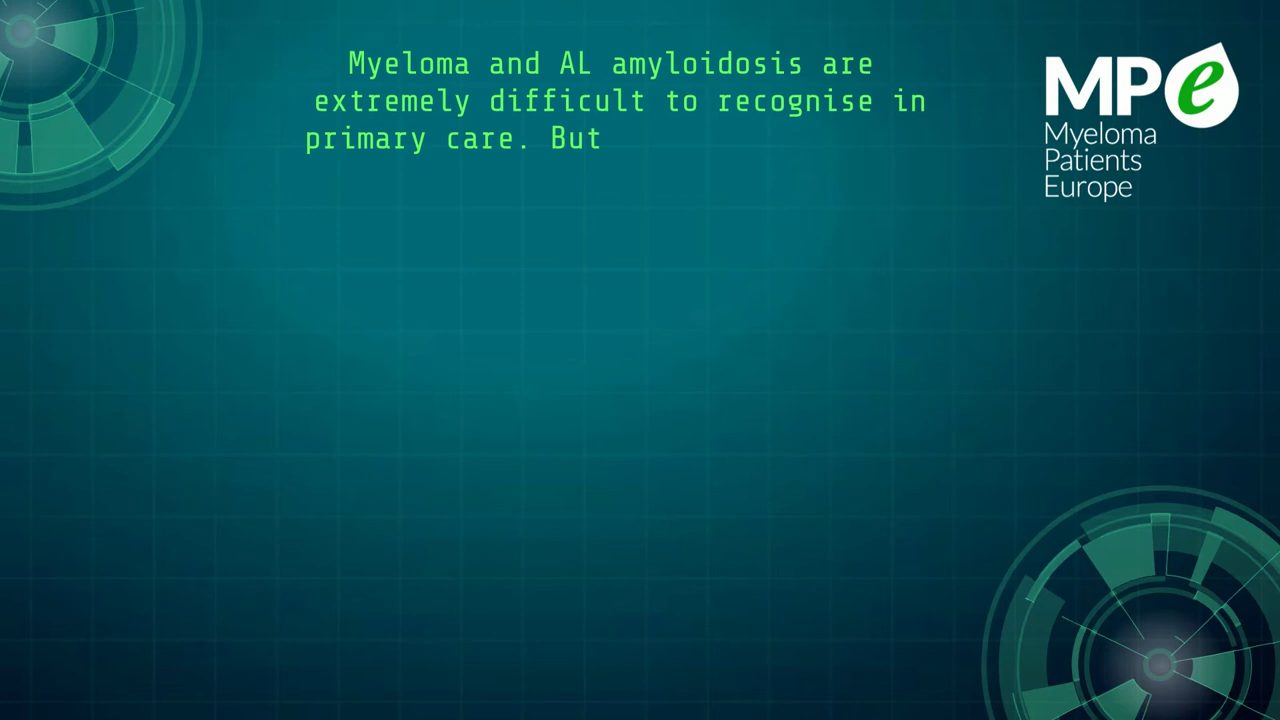 Myeloma and AL amyloidosis are
extremely difficult to recognise in
primary care. But
MPe
Myeloma
Patients
Europe